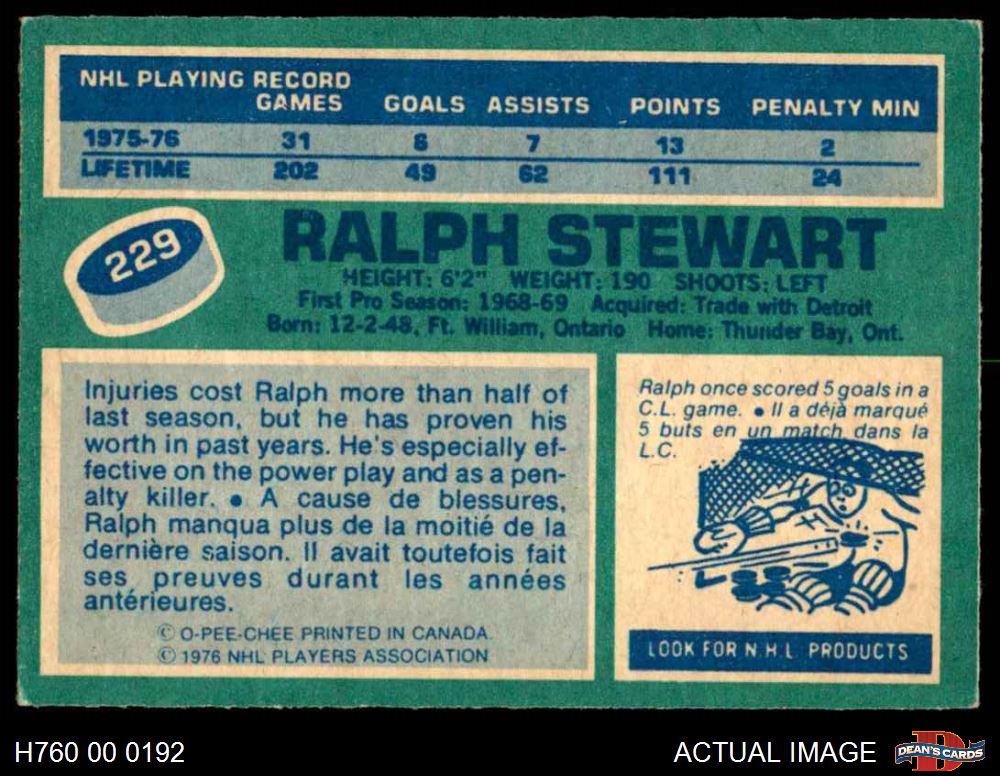 NHL PLAYING RECORD
GAMES GOALS ASSISTS POINTS PENALTY MIN
1975-76 31 6 7 13 2
LIFETIME 202 49 62 111 24
229
RALPH STEWART
HEIGHT: 6'2" WEIGHT: 190 SHOOTS: LEFT
First Pro Season: 1968-69 Acquired: Trade with Detroit
Born: 12-2-48, Ft. William, Ontario Home: Thunder Bay, Ont.
Injuries cost Ralph more than half of
last season, but he has proven his
worth in past years. He's especially ef-
fective on the power play and as a pen-
alty killer. • A cause de blessures,
Ralph manqua plus de la moitié de la
dernière saison. Il avait toutefois fait
ses preuves durant les années
antérieures.
© O-PEE-CHEE PRINTED IN CANADA.
© 1976 NHL PLAYERS ASSOCIATION
Ralph once scored 5 goals in a
C.L. game. • Il a déjà marqué
5 buts en un match dans la
L.C.
LOOK FOR N.H.L. PRODUCTS
H760 00 0192
ACTUAL IMAGE
DEAN'S CARDS